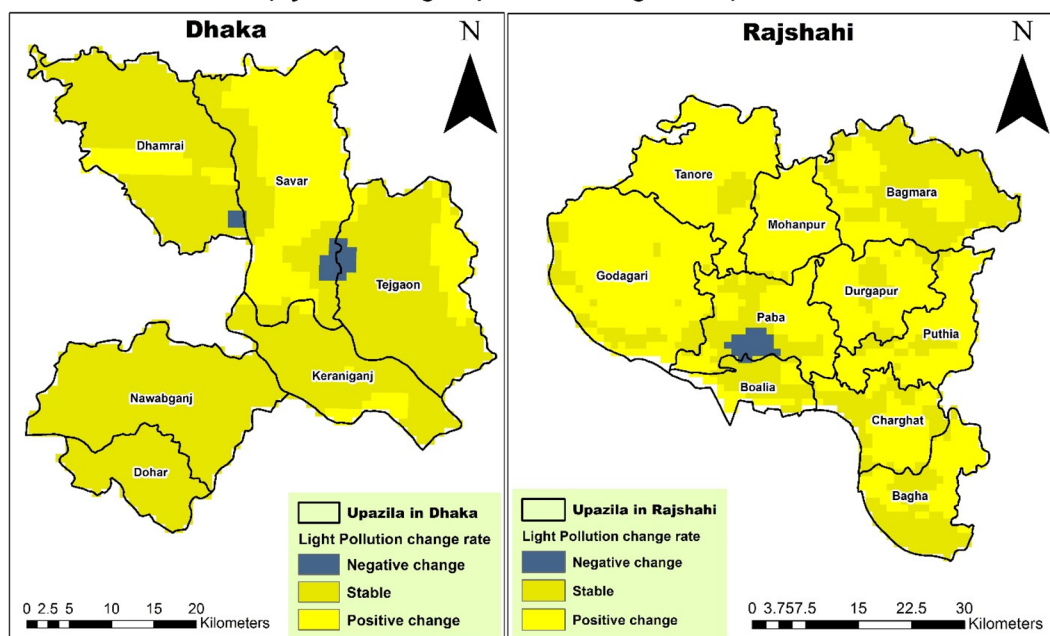 Dhaka
N
Dhamrai
Savar
Tejgaon
Keraniganj
Nawabganj
Dohar
Upazila in Dhaka
Light Pollution change rate
Negative change
Stable
Positive change
0 2.5 5 10 15 20
Kilometers
Rajshahi
N
Tanore
Bagmara
Mohanpur
Godagari
Durgapur
Paba
Puthia
Boalia
Charghat
Bagha
Upazila in Rajshahi
Light Pollution change rate
Negative change
Stable
Positive change
0 3.757.5 15 22.5 30
Kilometers